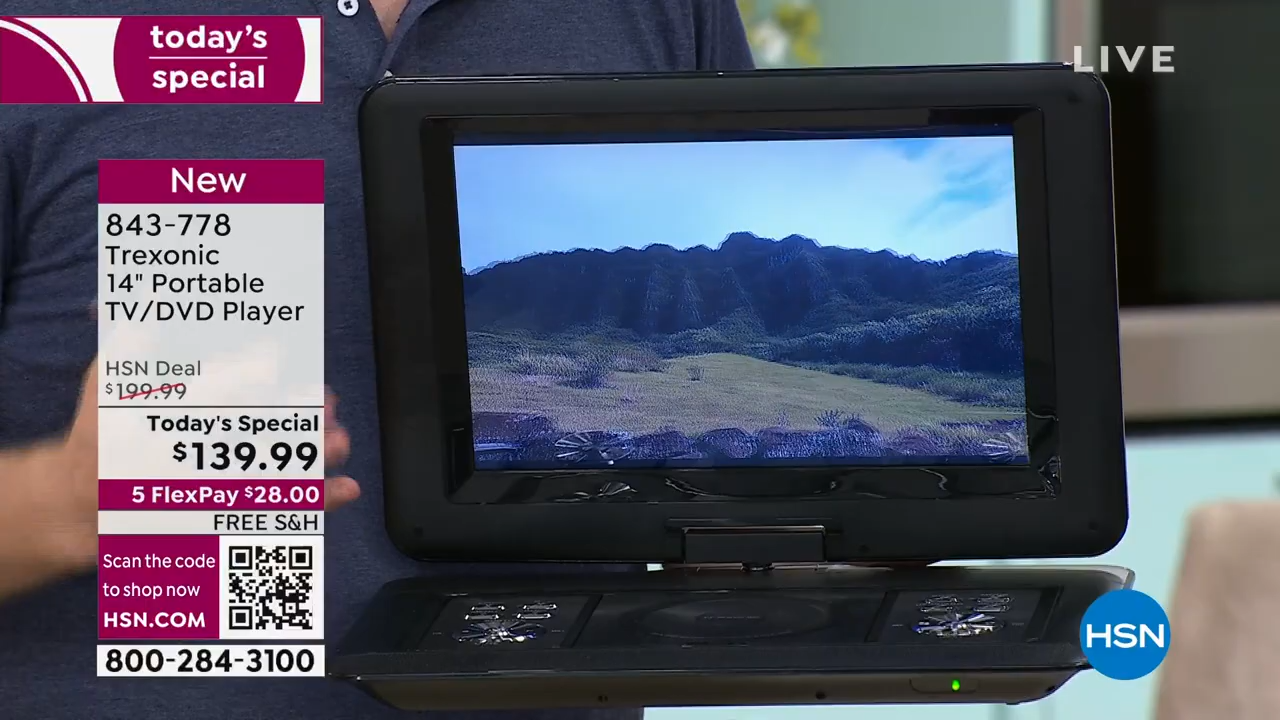 today's
special
LIVE
New
843-778
Trexonic
14" Portable
TV/DVD Player
HSN Deal
$199.99
Today's Special
$139.99
5 FlexPay $28.00
FREE S&H
Scan the code
to shop now
HSN.COM
800-284-3100
HSN